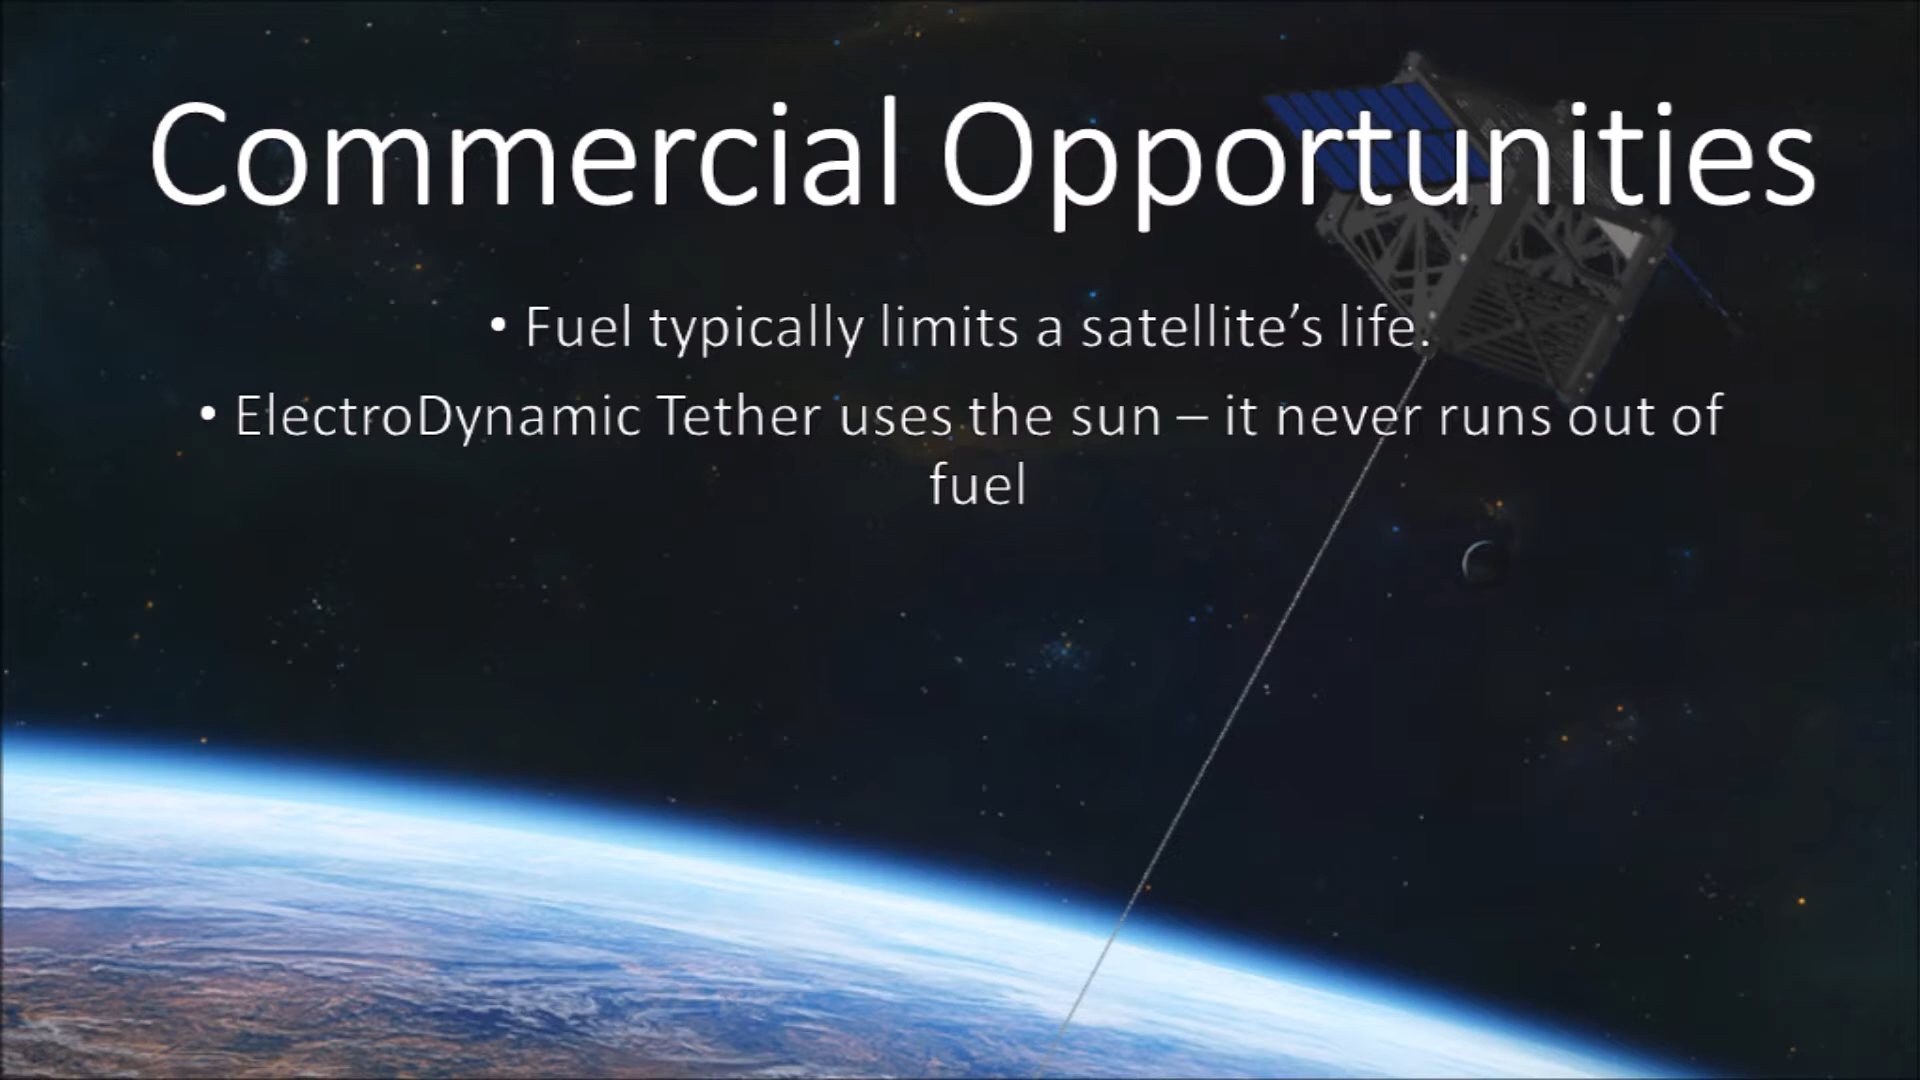 Commercial Opportunities
• Fuel typically limits a satellite’s life.
• ElectroDynamic Tether uses the sun – it never runs out of
fuel